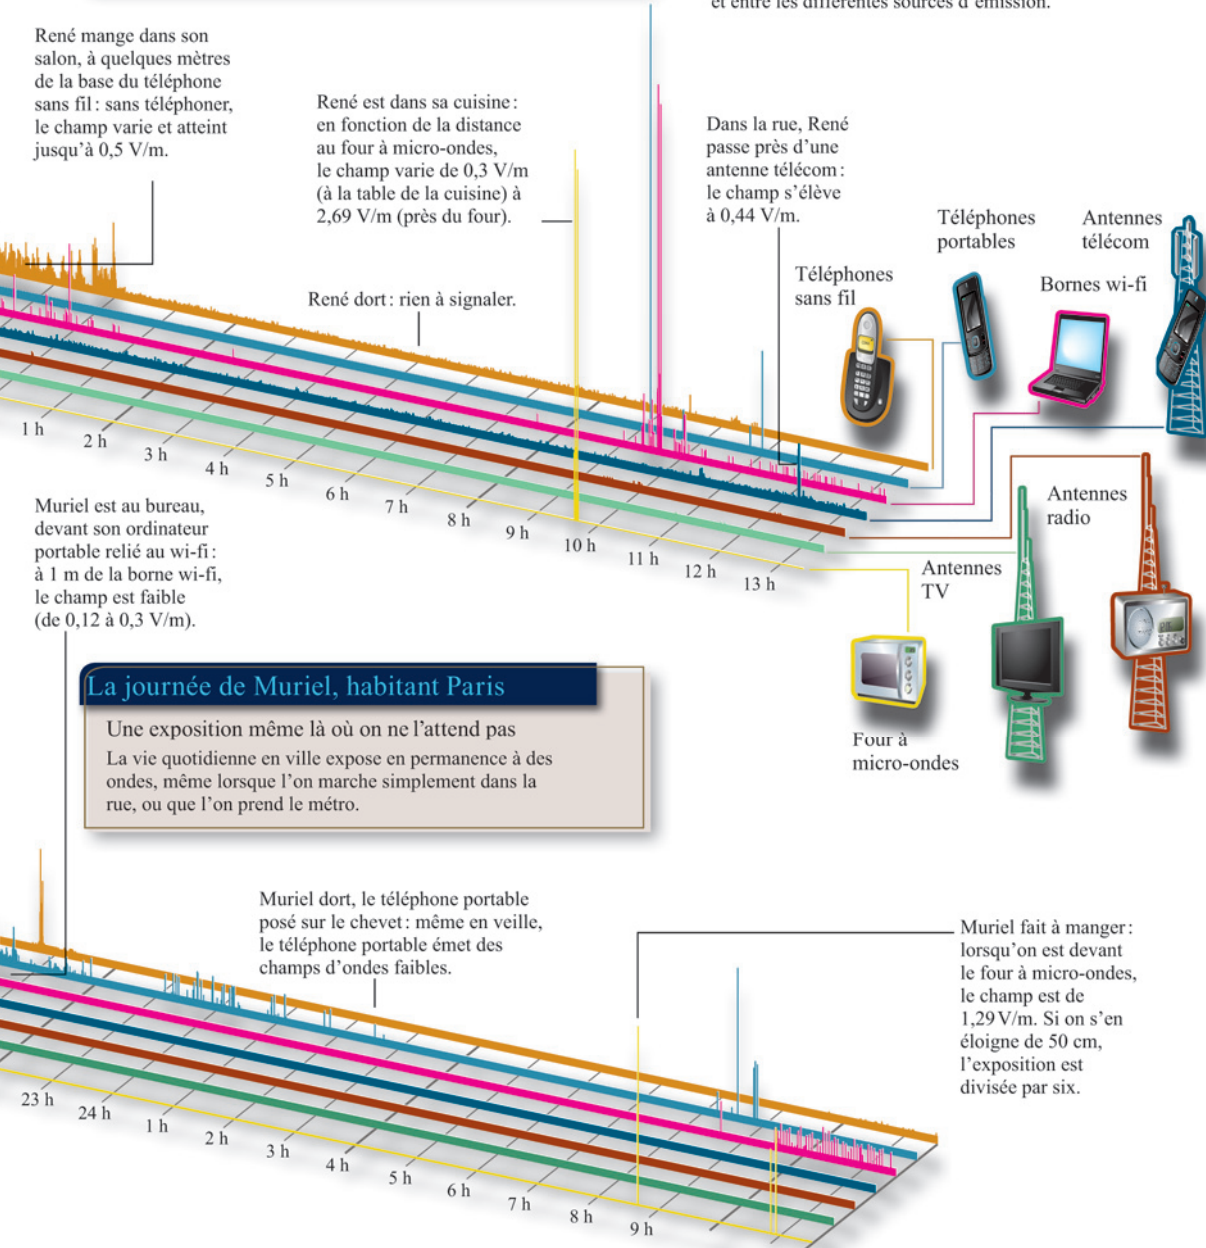 et entre les différentes sources d'émission.
René mange dans son
salon, à quelques mètres
de la base du téléphone
sans fil : sans téléphoner,
le champ varie et atteint
jusqu'à 0,5 V/m.
René est dans sa cuisine :
en fonction de la distance
au four à micro-ondes,
le champ varie de 0,3 V/m
(à la table de la cuisine) à
2,69 V/m (près du four).
Dans la rue, René
passe près d'une
antenne télécom :
le champ s'élève
à 0,44 V/m.
René dort : rien à signaler.
Téléphones
sans fil
Téléphones
portables
Bornes wi-fi
Antennes
télécom
1 h
2 h
3 h
4 h
5 h
6 h
7 h
8 h
9 h
10 h
11 h
12 h
13 h
Antennes
radio
Antennes
TV
Four à
micro-ondes
Muriel est au bureau,
devant son ordinateur
portable relié au wi-fi :
à 1 m de la borne wi-fi,
le champ est faible
(de 0,12 à 0,3 V/m).
La journée de Muriel, habitant Paris
Une exposition même là où on ne l'attend pas
La vie quotidienne en ville expose en permanence à des
ondes, même lorsque l'on marche simplement dans la
rue, ou que l'on prend le métro.
Muriel dort, le téléphone portable
posé sur le chevet : même en veille,
le téléphone portable émet des
champs d'ondes faibles.
Muriel fait à manger :
lorsqu'on est devant
le four à micro-ondes,
le champ est de
1,29 V/m. Si on s'en
éloigne de 50 cm,
l'exposition est
divisée par six.
23 h
24 h
1 h
2 h
3 h
4 h
5 h
6 h
7 h
8 h
9 h